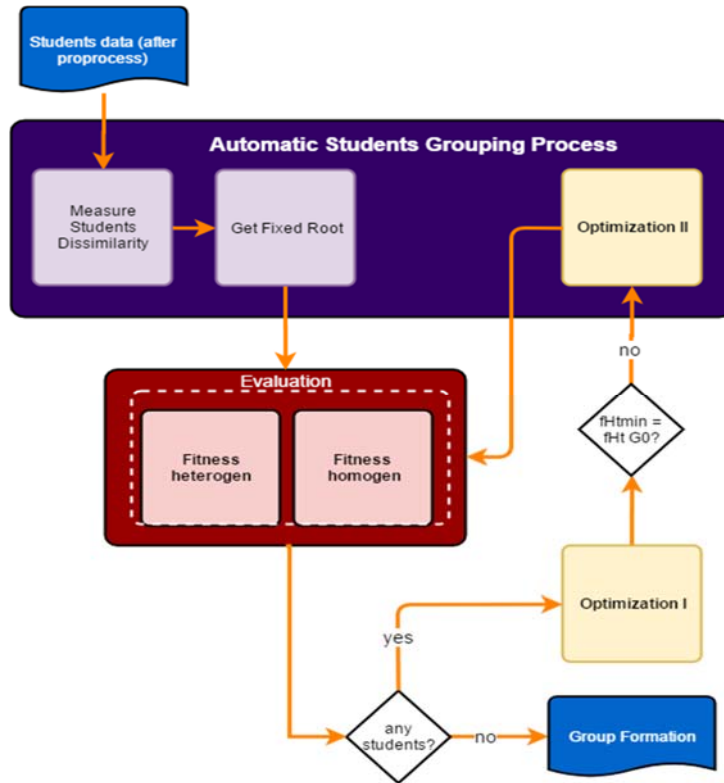 Students data (after
proprocess)
Automatic Students Grouping Process
Measure
Students
Dissimilarity
Get Fixed Root
Optimization II
no
fHtmin =
fHt G0?
Evaluation
Fitness
heterogen
Fitness
homogen
Optimization I
yes
any
students?
no
Group Formation